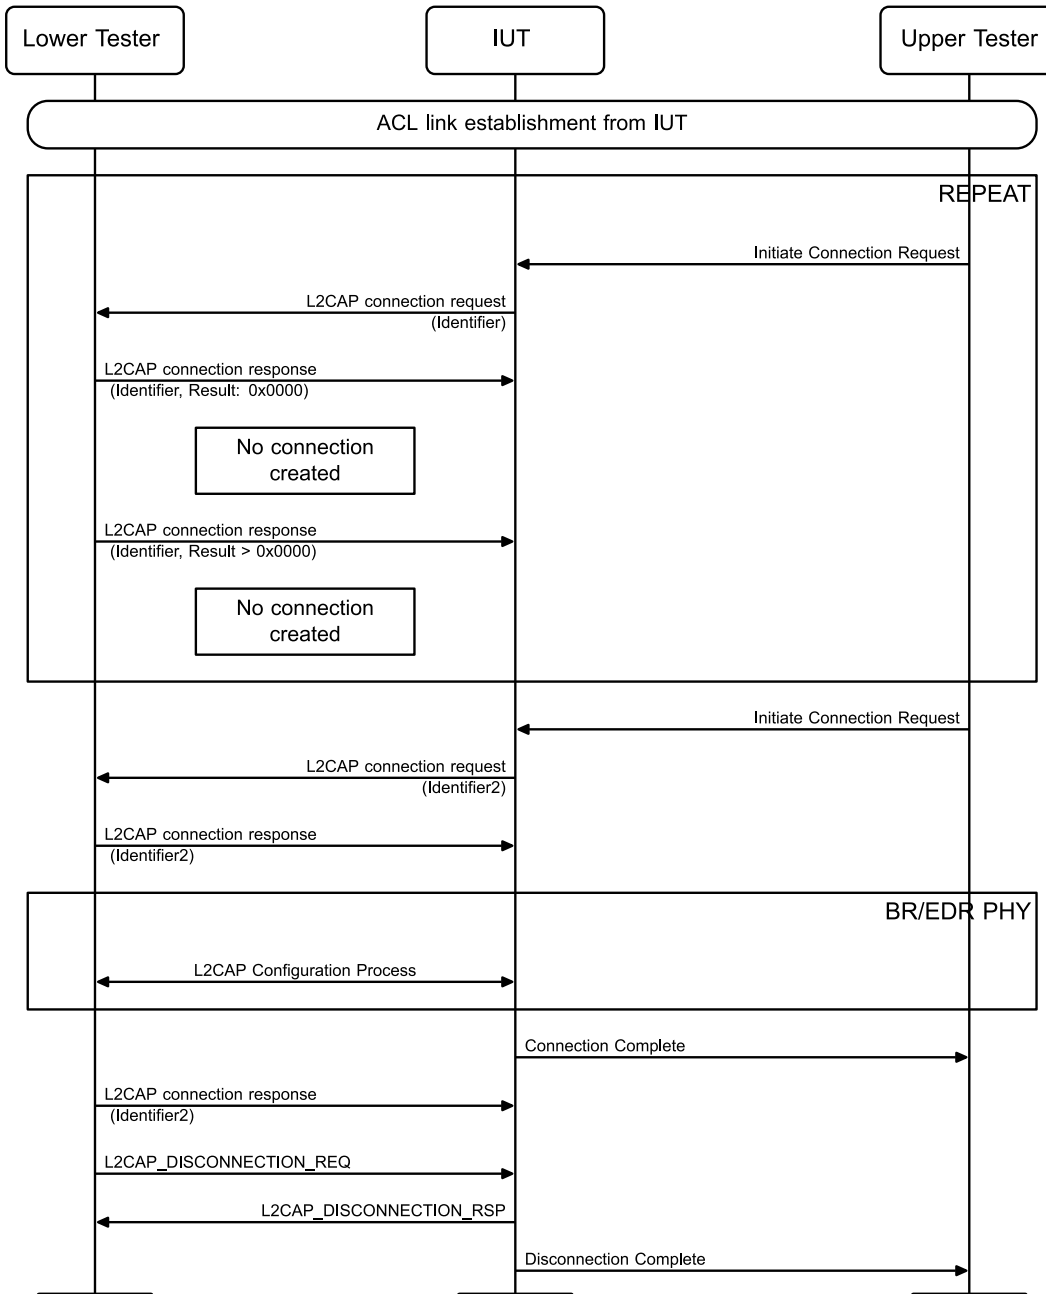 Lower Tester
IUT
Upper Tester
ACL link establishment from IUT
REPEAT
Initiate Connection Request
L2CAP connection request
(Identifier)
L2CAP connection response
(Identifier, Result: 0x0000)
No connection
created
L2CAP connection response
(Identifier, Result > 0x0000)
No connection
created
Initiate Connection Request
L2CAP connection request
(Identifier2)
L2CAP connection response
(Identifier2)
BR/EDR PHY
L2CAP Configuration Process
Connection Complete
L2CAP connection response
(Identifier2)
L2CAP_DISCONNECTION_REQ
L2CAP_DISCONNECTION_RSP
Disconnection Complete